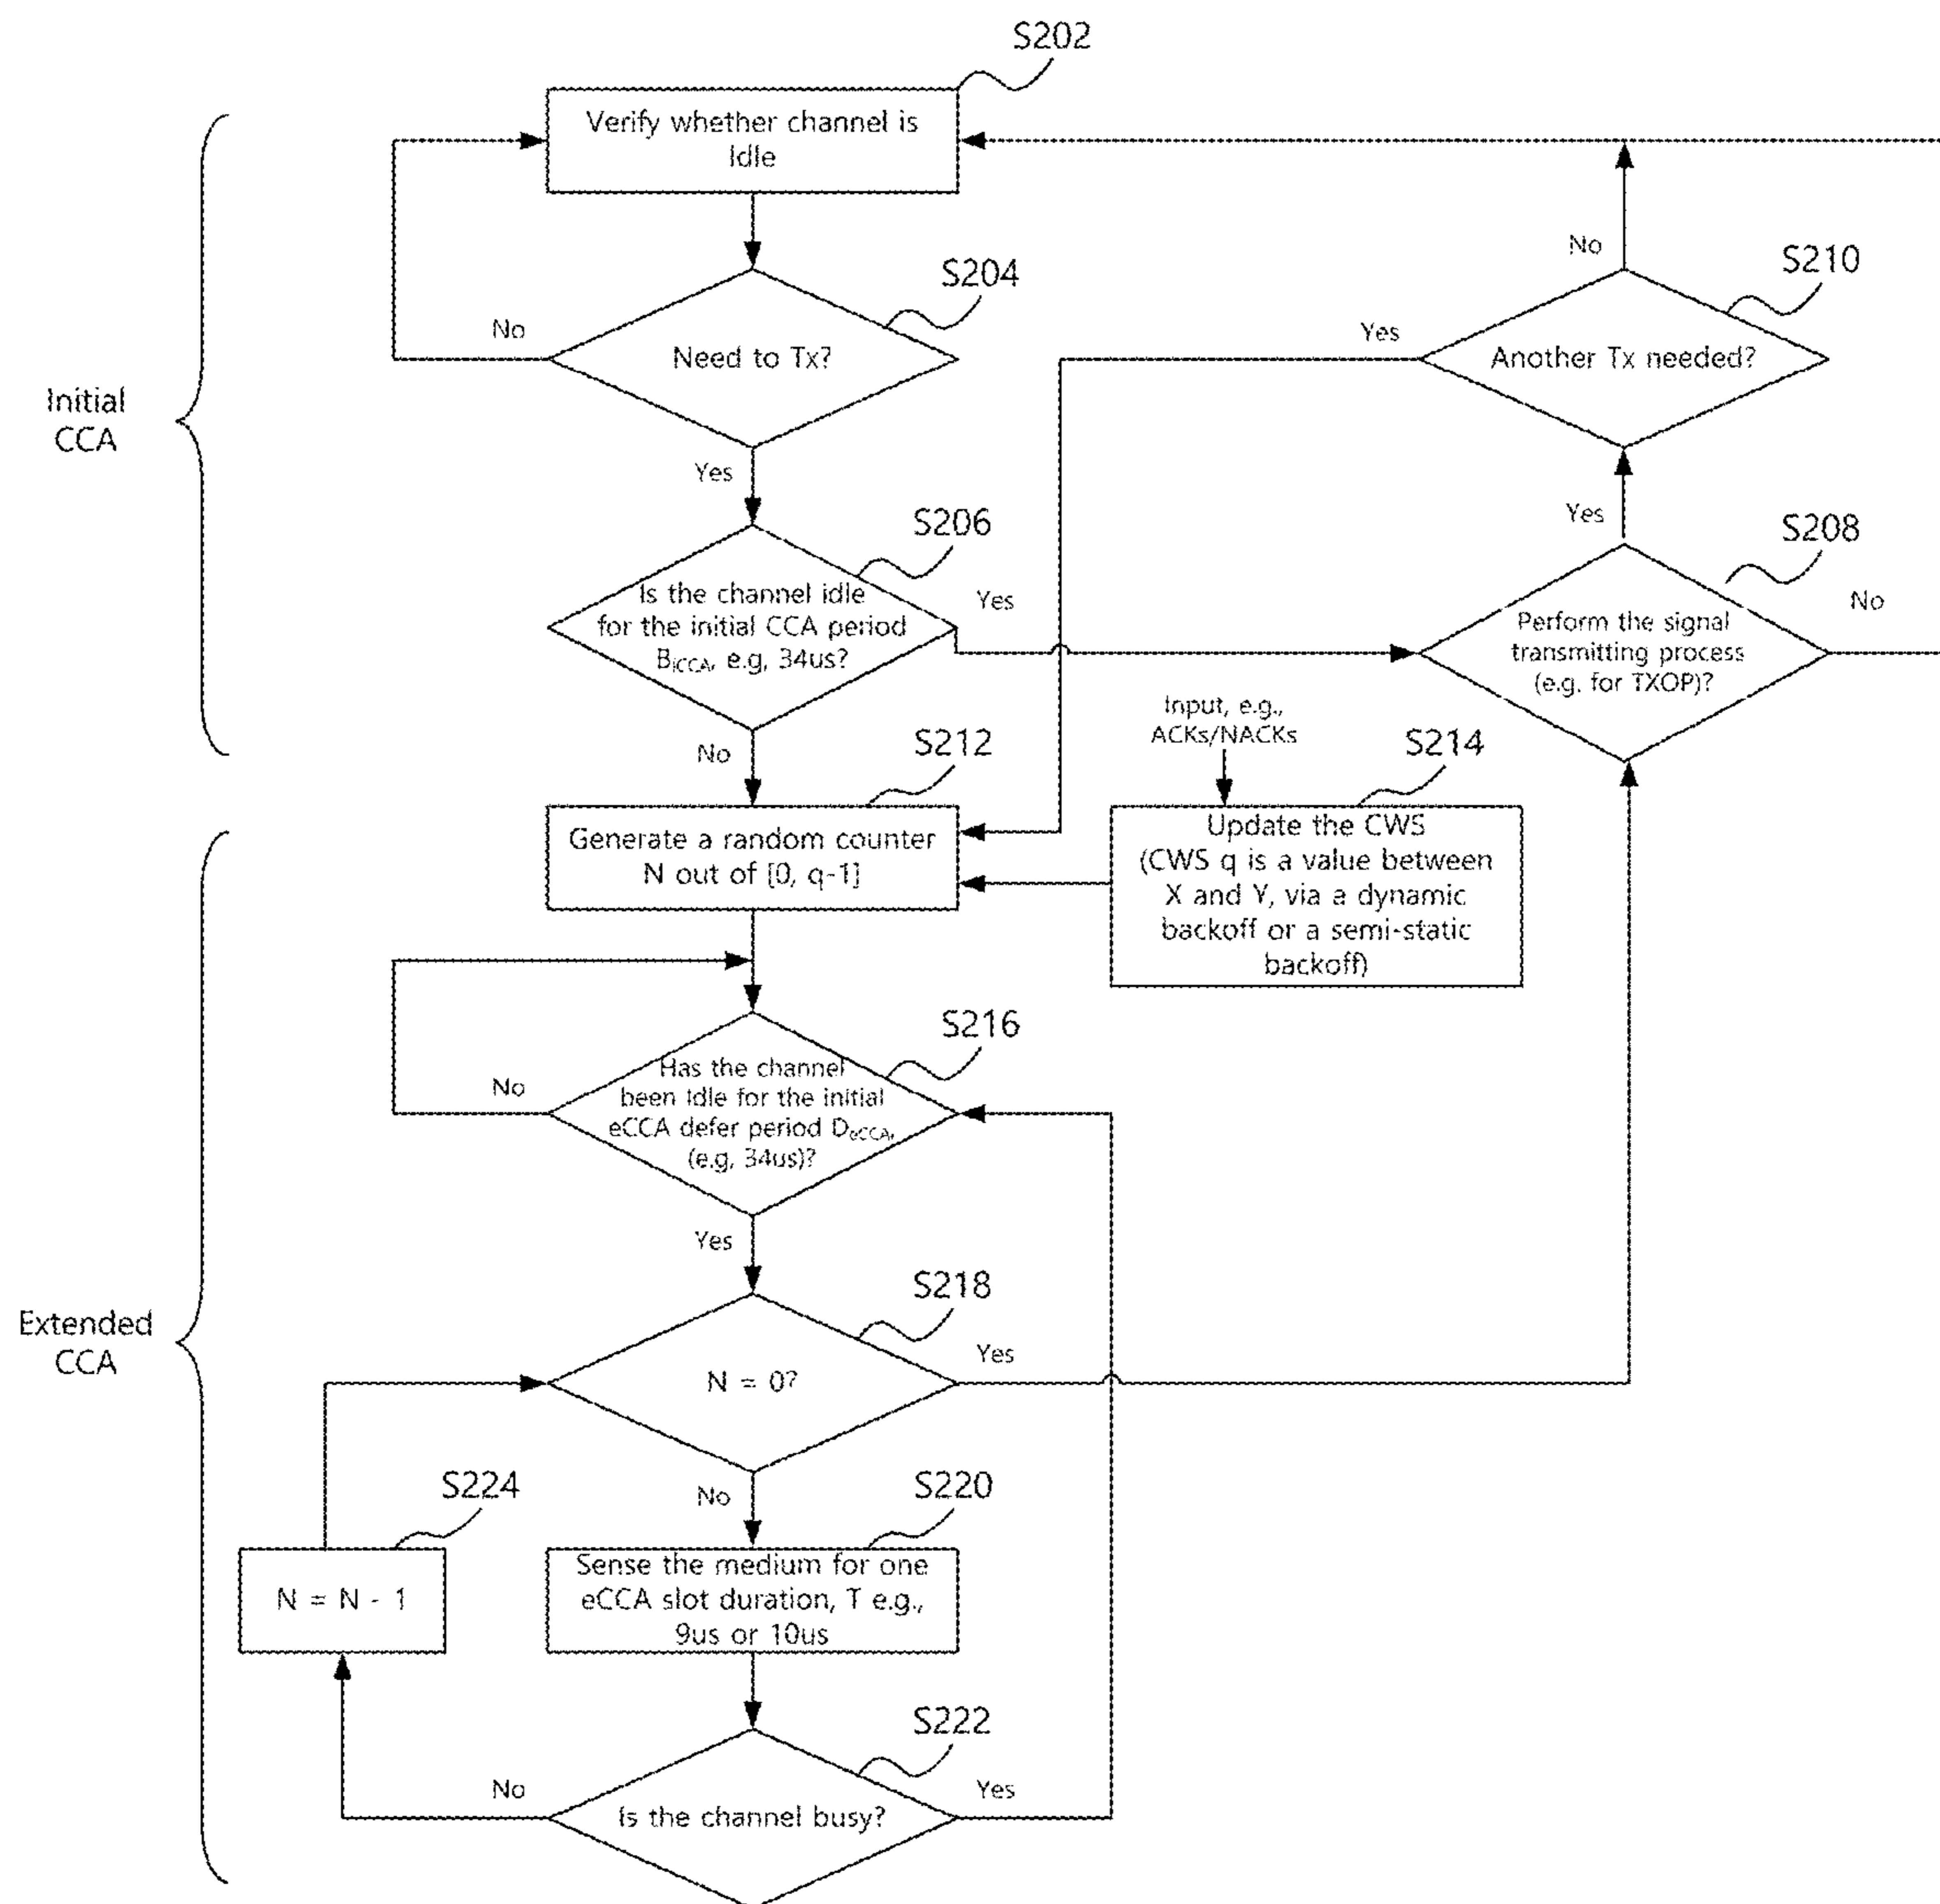 S202
Verify whether channel is
Idle
S204
No
Need to Tx?
Yes
No
S210
Yes
Another Tx needed?
Initial
CCA
Yes
S206
Is the channel idle
for the initial CCA period
BiCCA, e.g, 34us?
Yes
Yes
S208
No
Perform the signal
transmitting process
(e.g. for TXOP)?
No
S212
Input, e.g.,
ACKs/NACKs
S214
Generate a random counter
N out of [0, q-1]
Update the CWS
(CWS q is a value between
X and Y, via a dynamic
backoff or a semi-static
backoff)
S216
No
Has the channel
been Idle for the initial
eCCA defer period DeCCA,
(e.g, 34us)?
Yes
S218
Extended
CCA
N = 0?
Yes
No
S224
S220
N = N - 1
Sense the medium for one
eCCA slot duration, T e.g.,
9us or 10us
S222
No
Is the channel busy?
Yes